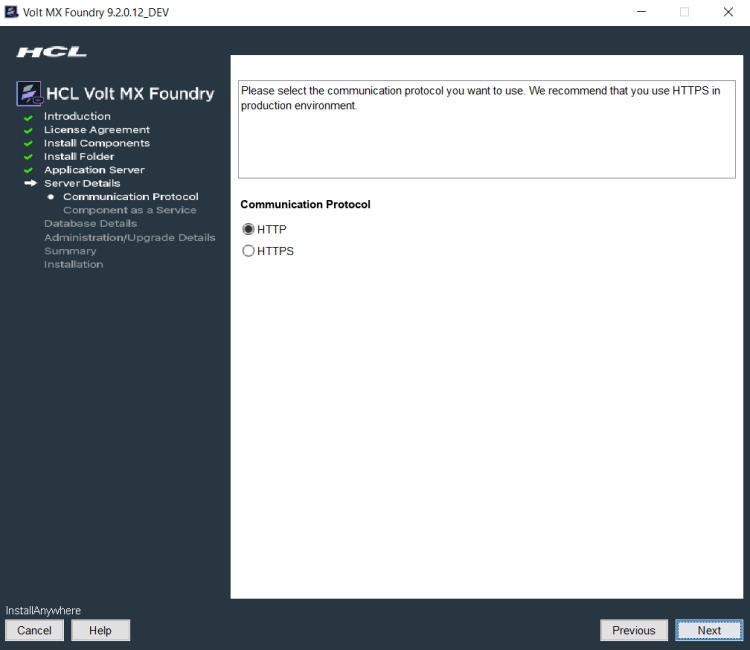 Volt MX Foundry 9.2.0.12_DEV
HCL
HCL Volt MX Foundry
Introduction
License Agreement
Install Components
Install Folder
Application Server
Server Details
Communication Protocol
Component as a Service
Database Details
Administration/Upgrade Details
Summary
Installation
Please select the communication protocol you want to use. We recommend that you use HTTPS in
production environment.
Communication Protocol
HTTP
HTTPS
InstallAnywhere
Cancel
Help
Previous
Next